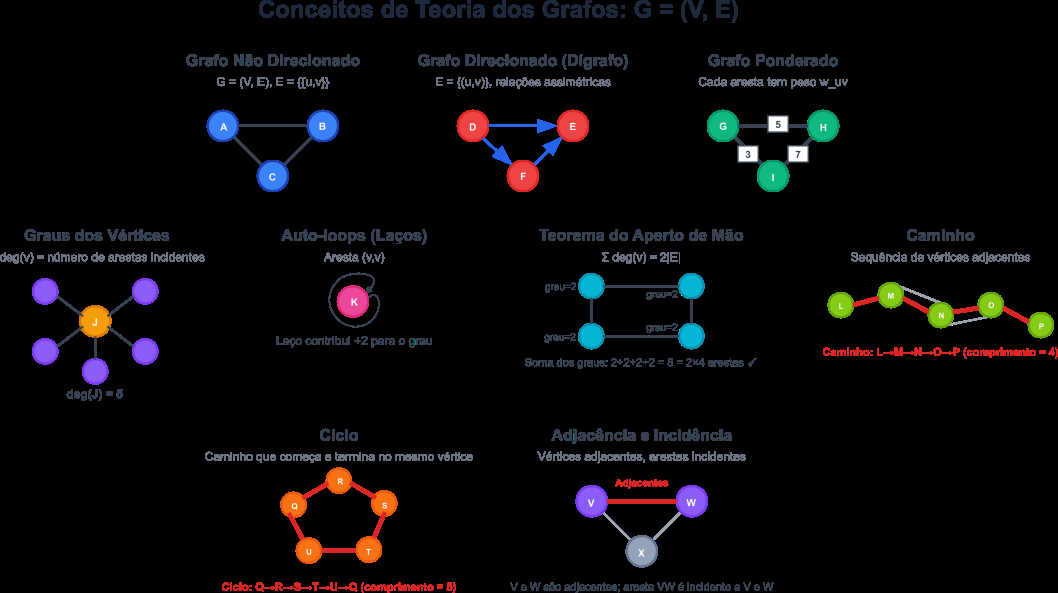 Conceitos de Teoria dos Grafos: G = (V, E)
Grafo Não Direcionado
G = (V, E), E = {{u,v}}
A
B
C
Grafo Direcionado (Dígrafo)
E = {(u,v)}, relações assimétricas
D
E
F
Grafo Ponderado
Cada aresta tem peso w_uv
G
5
H
3
7
I
Graus dos Vértices
deg(v) = número de arestas incidentes
J
deg(J) = 5
Auto-loops (Laços)
Aresta (v,v)
K
Laço contribui +2 para o grau
Teorema do Aperto de Mão
Σ deg(v) = 2|E|
grau=2
grau=2
grau=2
grau=2
Soma dos graus: 2+2+2+2 = 8 = 2×4 arestas ✓
Caminho
Sequência de vértices adjacentes
L
M
N
O
P
Caminho: L→M→N→O→P (comprimento = 4)
Ciclo
Caminho que começa e termina no mesmo vértice
R
Q
S
U
T
Ciclo: Q→R→S→T→U→Q (comprimento = 5)
Adjacência e Incidência
Vértices adjacentes, arestas incidentes
Adjacentes
V
W
X
V e W são adjacentes; aresta VW é incidente a V e W